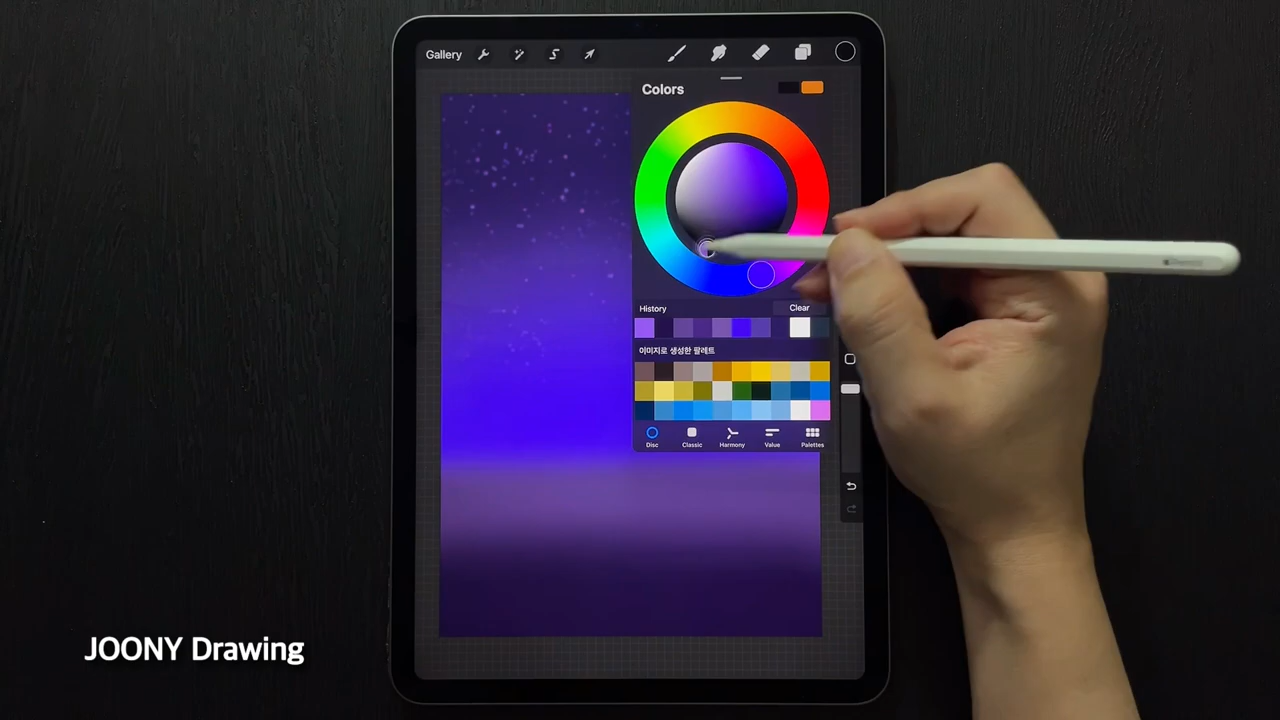 Gallery
Colors
History
Clear
이미지로 생성한 팔레트
Disc
Classic
Harmony
Value
Palettes
JOONY Drawing